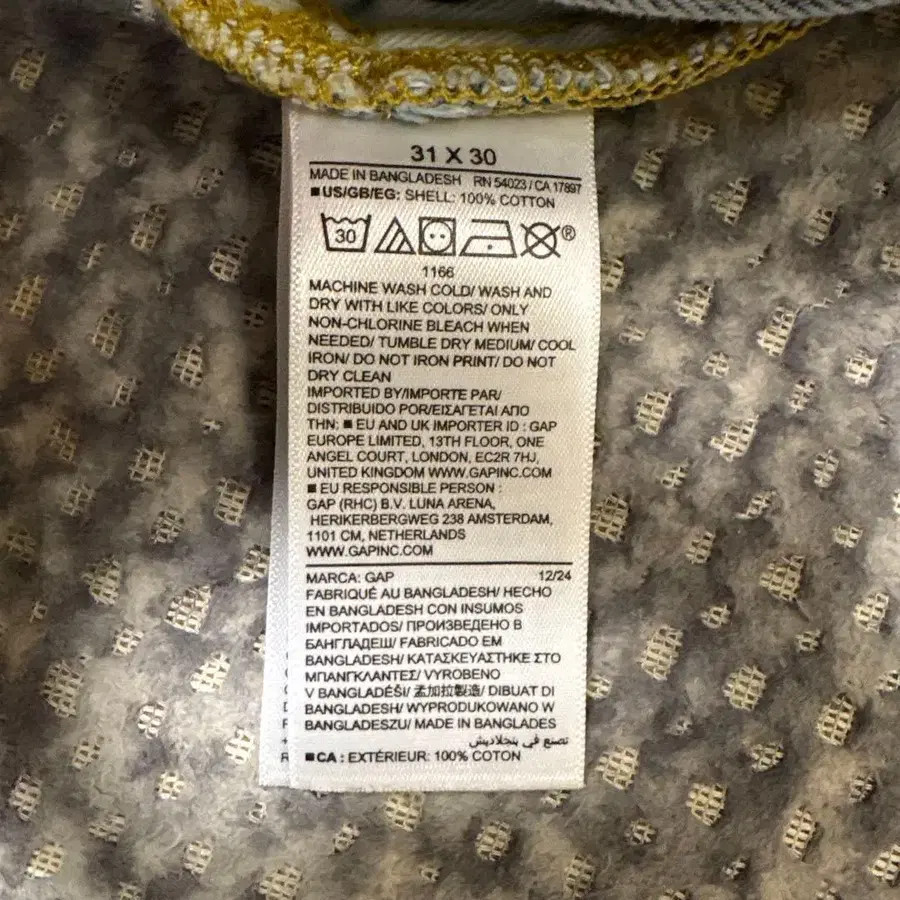 31 X 30
MADE IN BANGLADESH RN 54023 / CA 17897
■US/GB/EG: SHELL: 100% COTTON
30
®
1166
MACHINE WASH COLD/ WASH AND
DRY WITH LIKE COLORS/ ONLY
NON-CHLORINE BLEACH WHEN
NEEDED/ TUMBLE DRY MEDIUM/ COOL
IRON/ DO NOT IRON PRINT/ DO NOT
DRY CLEAN
IMPORTED BY/IMPORTE PAR/
DISTRIBUIDO POR/ΕΙΣΑΓΕΤΑΙ ΑΠΟ
ΤΗΝ: ■ EU AND UK IMPORTER ID : GAP
EUROPE LIMITED, 13TH FLOOR, ONE
ANGEL COURT, LONDON, EC2R 7HJ,
UNITED KINGDOM WWW.GAPINC.COM
■ EU RESPONSIBLE PERSON :
GAP (RHC) B.V. LUNA ARENA,
HERIKERBERGWEG 238 AMSTERDAM,
1101 CM, NETHERLANDS
WWW.GAPINC.COM
MARCA: GAP 12/24
FABRIQUÉ AU BANGLADESH/ HECHO
EN BANGLADESH CON INSUMOS
IMPORTADOS/ ПРОИЗВЕДЕНО В
БАНГЛАДЕШ/ FABRICADO EM
BANGLADESH/ ΚΑΤΑΣΚΕΥΑΣΤΗΚΕ ΣΤΟ
ΜΠΑΝΓΚΛΑΝΤΕΣ/ VYROBENO
V BANGLADÉŠI/ 孟加拉製造/ DIBUAT DI
BANGLADESH/ WYPRODUKOWANO W
BANGLADESZU/ MADE IN BANGLADES
تصنع في بنجلاديش
■CA : EXTÉRIEUR: 100% COTON